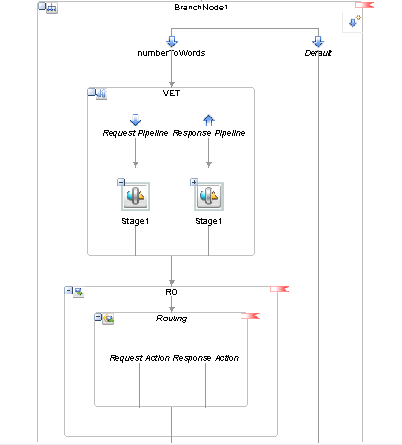 BranchNode1
numberToWords
Default
VET
Request Pipeline Response Pipeline
Stage1
Stage1
RO
Routing
Request Action Response Action